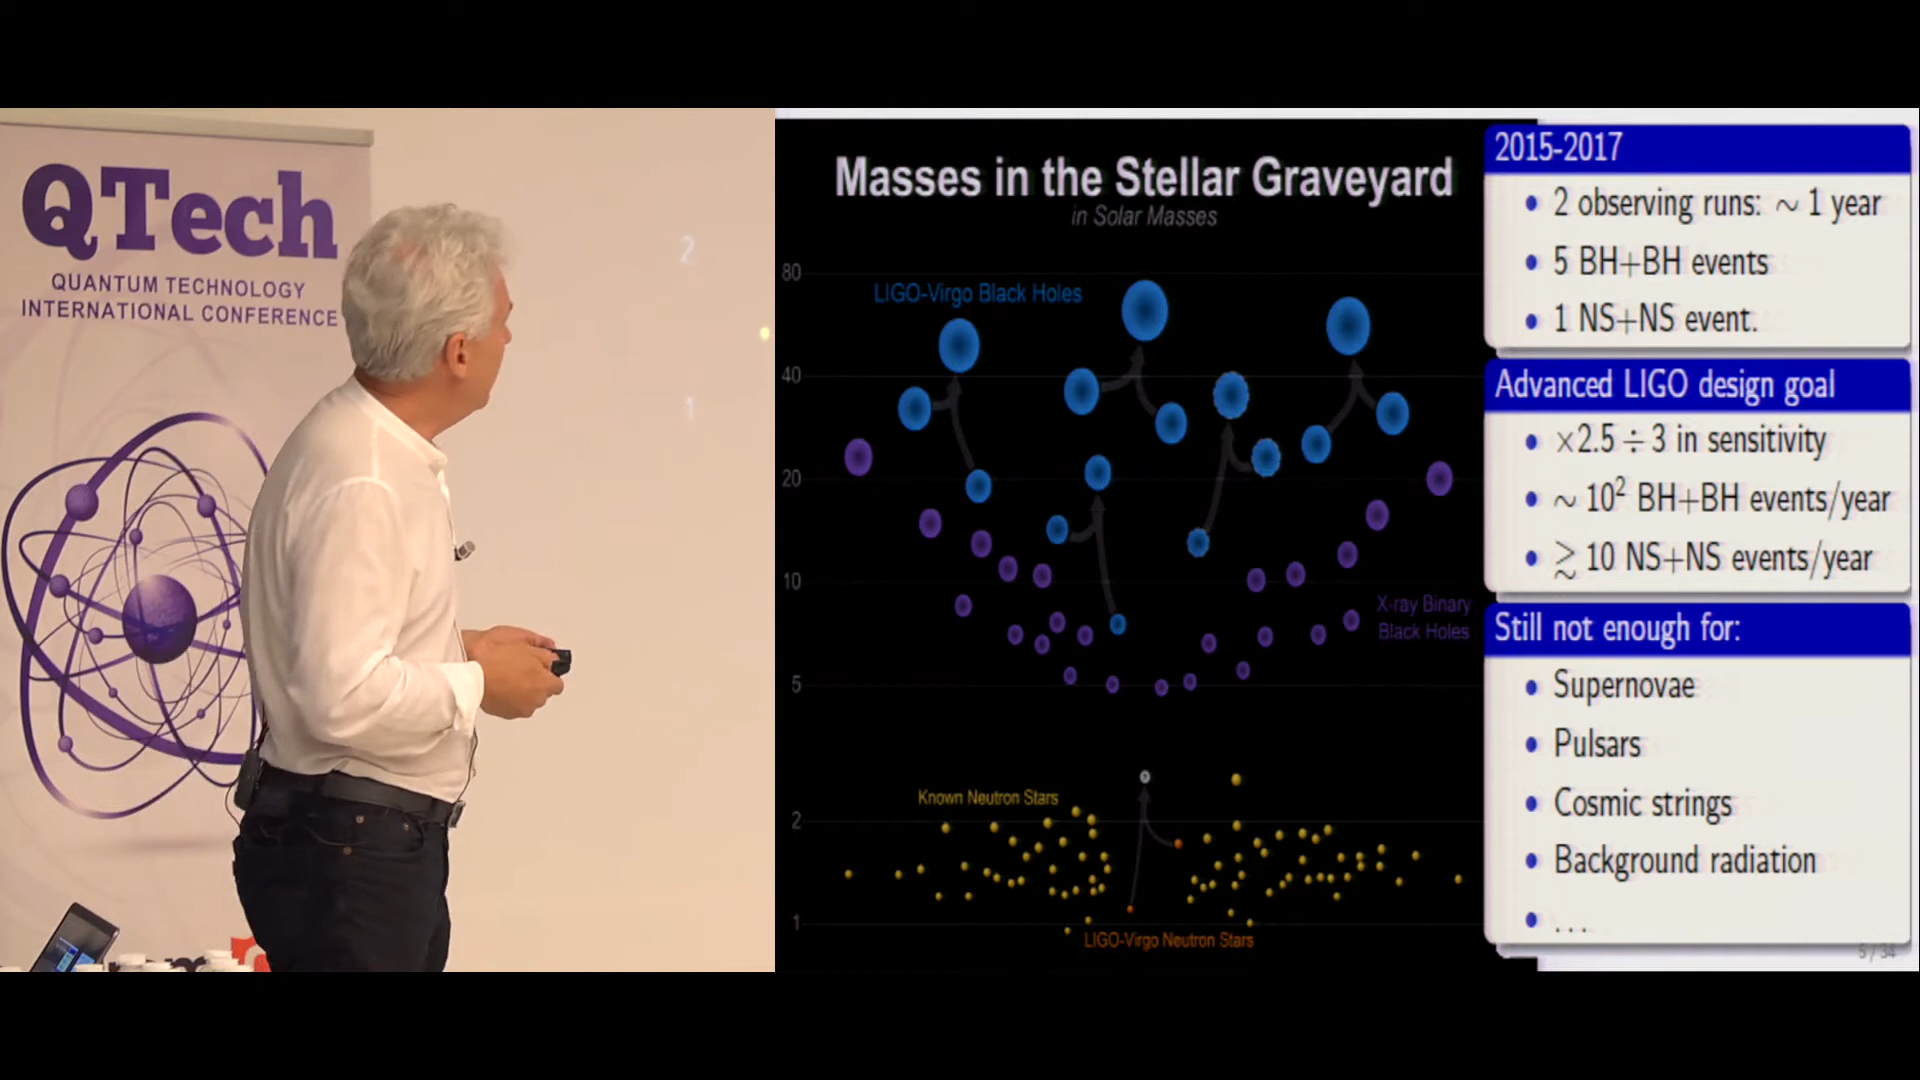 QTech
QUANTUM TECHNOLOGY
INTERNATIONAL CONFERENCE
2
1
Masses in the Stellar Graveyard
in Solar Masses
80
LIGO-Virgo Black Holes
40
20
10
X-ray Binary
Black Holes
5
Known Neutron Stars
2
1
LIGO-Virgo Neutron Stars
2015-2017
• 2 observing runs: ∼ 1 year
• 5 BH+BH events
• 1 NS+NS event.
Advanced LIGO design goal
• ×2.5 ÷ 3 in sensitivity
• ∼ 10² BH+BH events/year
• ≳ 10 NS+NS events/year
Still not enough for:
• Supernovae
• Pulsars
• Cosmic strings
• Background radiation
• . . .
5 / 34